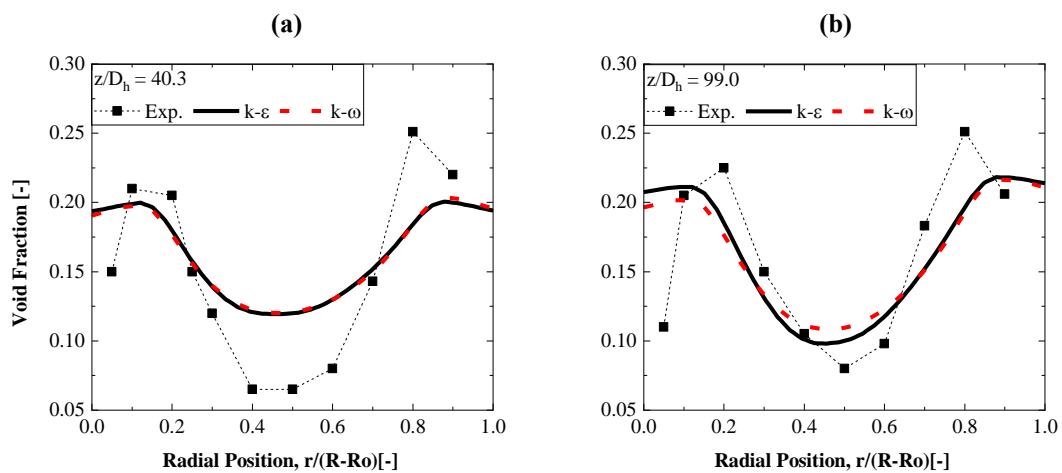 (a)
z/Dₕ = 40.3
Exp. k-ε k-ω
0.30
0.25
0.20
0.15
0.10
0.05
Void Fraction [-]
0.0 0.2 0.4 0.6 0.8 1.0
Radial Position, r/(R-Ro)[-]
(b)
z/Dₕ = 99.0
Exp. k-ε k-ω
0.30
0.25
0.20
0.15
0.10
0.05
0.0 0.2 0.4 0.6 0.8 1.0
Radial Position, r/(R-Ro)[-]